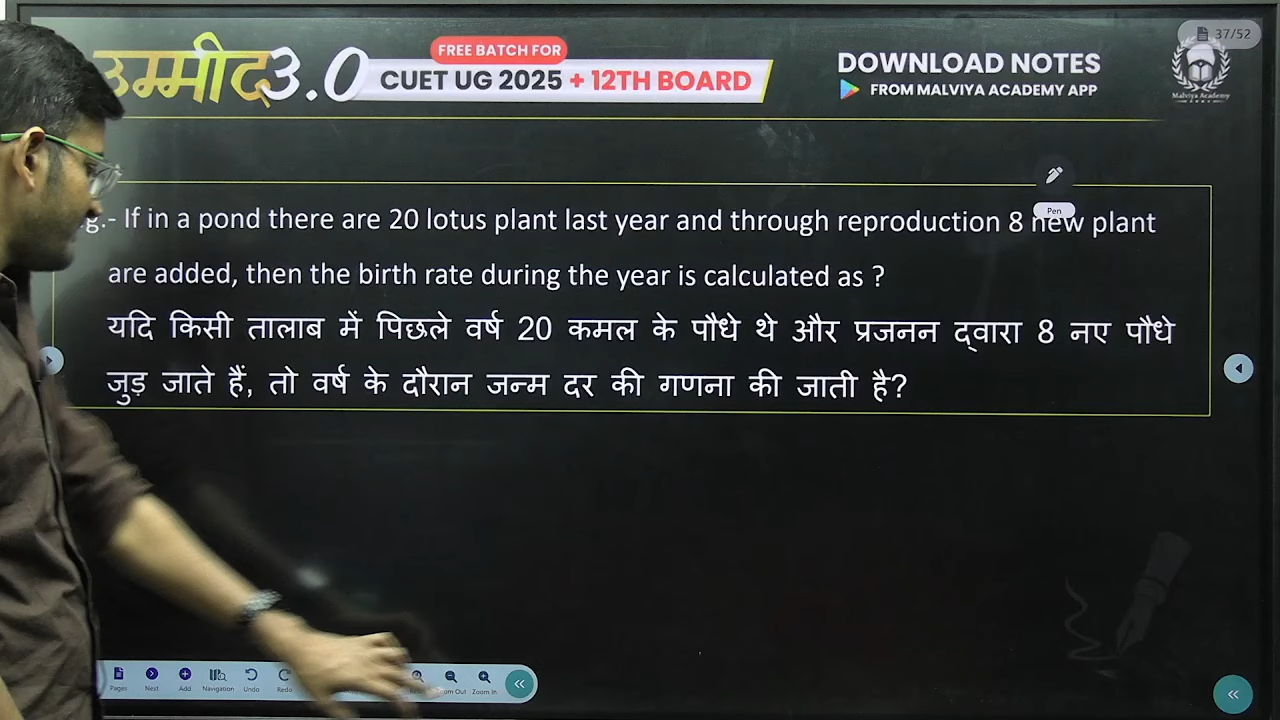 37/52
उम्मीद3.0
FREE BATCH FOR
CUET UG 2025 + 12TH BOARD
DOWNLOAD NOTES
FROM MALVIYA ACADEMY APP
Malviya Academy
Pen
g.- If in a pond there are 20 lotus plant last year and through reproduction 8 new plant
are added, then the birth rate during the year is calculated as ?
यदि किसी तालाब में पिछले वर्ष 20 कमल के पौधे थे और प्रजनन द्वारा 8 नए पौधे
जुड़ जाते हैं, तो वर्ष के दौरान जन्म दर की गणना की जाती है?
Pages Next Add Navigation Undo Redo Zoom Out Zoom In